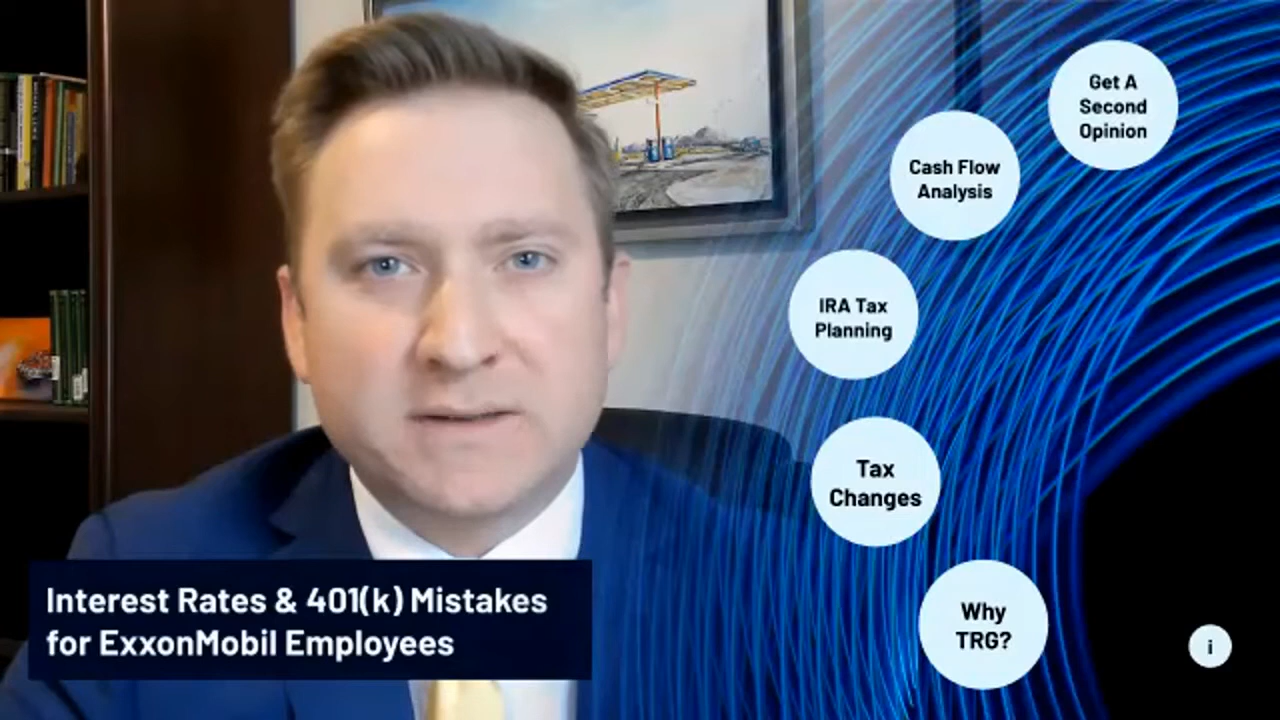 Get A
Second
Opinion
Cash Flow
Analysis
IRA Tax
Planning
Tax
Changes
Why
TRG?
i
Interest Rates & 401(k) Mistakes
for ExxonMobil Employees